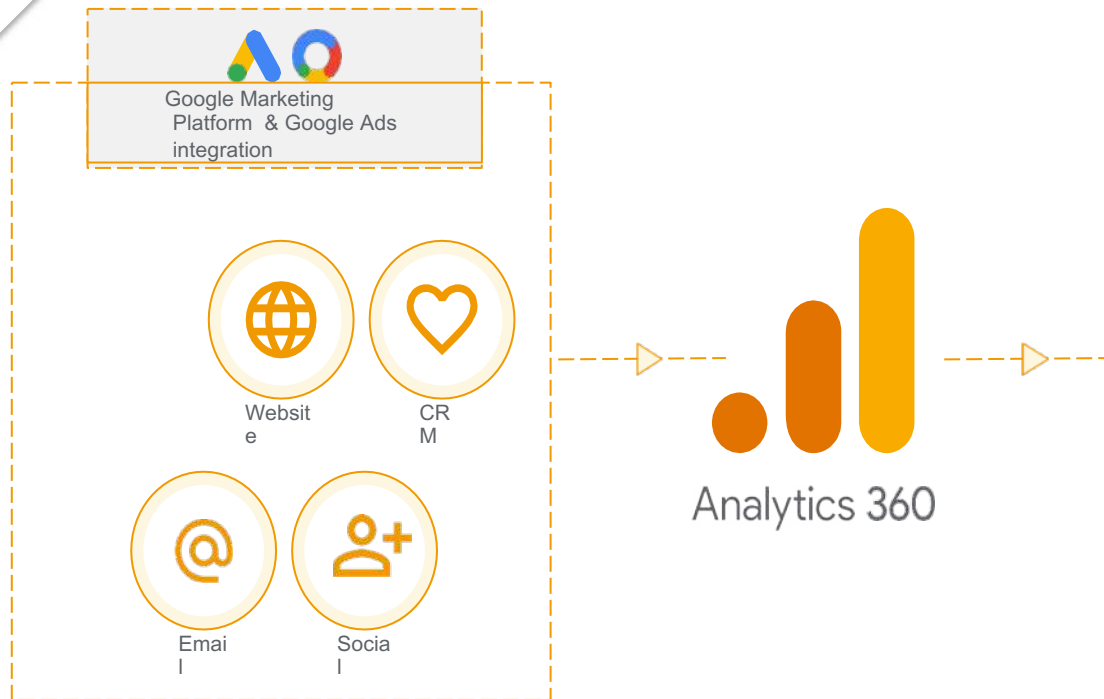 Google Marketing
Platform & Google Ads
integration
Websit
e
CR
M
Analytics 360
Emai
l
Socia
l